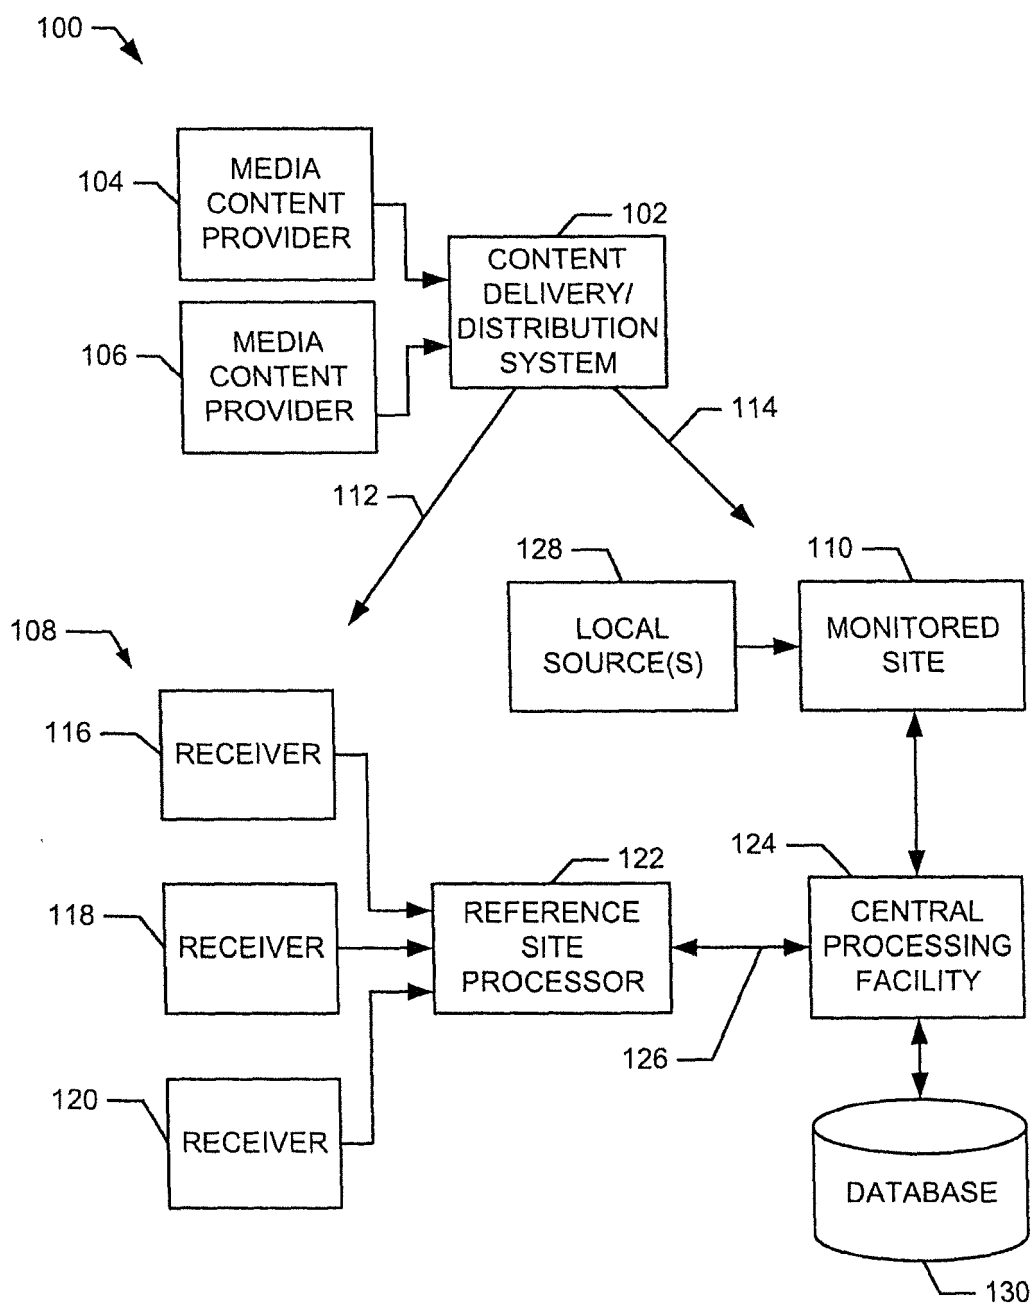 100
104
MEDIA
CONTENT
PROVIDER
102
CONTENT
DELIVERY/
DISTRIBUTION
SYSTEM
106
MEDIA
CONTENT
PROVIDER
114
112
128
LOCAL
SOURCE(S)
110
MONITORED
SITE
108
116
RECEIVER
118
RECEIVER
120
RECEIVER
122
REFERENCE
SITE
PROCESSOR
124
CENTRAL
PROCESSING
FACILITY
126
DATABASE
130